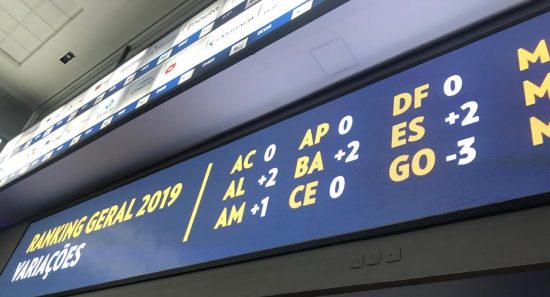 RANKING GERAL 2019
VARIAÇÕES
AC 0
AL +2
AM +1
AP 0
BA +2
CE 0
DF 0
ES +2
GO -3
M
M
M